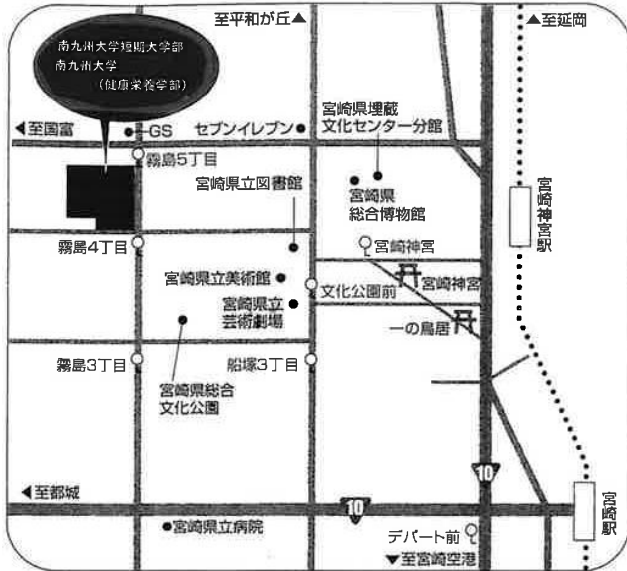 至平和が丘▲
▲至延岡
南九州大学短期大学部
南九州大学
（健康栄養学部）
◀至国富
GS
セブンイレブン
宮崎県埋蔵
文化センター分館
霧島5丁目
宮崎県立図書館
宮崎県
総合博物館
宮崎神宮駅
霧島4丁目
宮崎神宮
宮崎県立美術館
文化公園前
宮崎神宮
宮崎県立
芸術劇場
一の鳥居
霧島3丁目
船塚3丁目
宮崎県総合
文化公園
10
◀至都城
10
宮崎駅
宮崎県立病院
デパート前
▼至宮崎空港